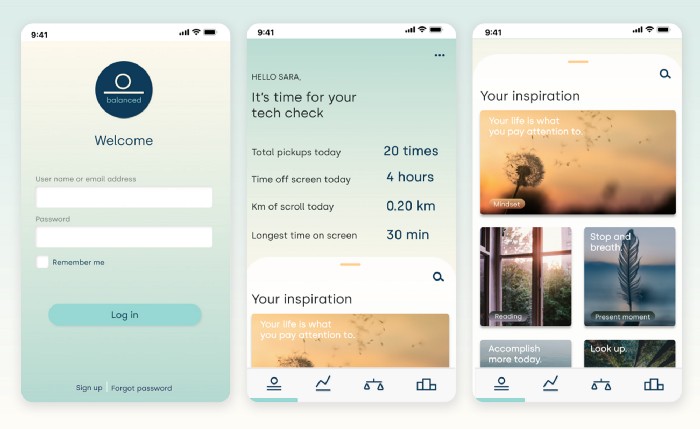 9:41
balanced
Welcome
User name or email address
Password
Remember me
Log in
Sign up
Forgot password
9:41
HELLO SARA,
It's time for your
tech check
Total pickups today
20 times
Time off screen today
4 hours
Km of scroll today
0.20 km
Longest time on screen
30 min
Your inspiration
Your life is what
you pay attention to.
9:41
Your inspiration
Your life is what
you pay attention to.
Mindset
Reading
Stop and
breath.
Present moment
Accomplish
more today.
Look up.